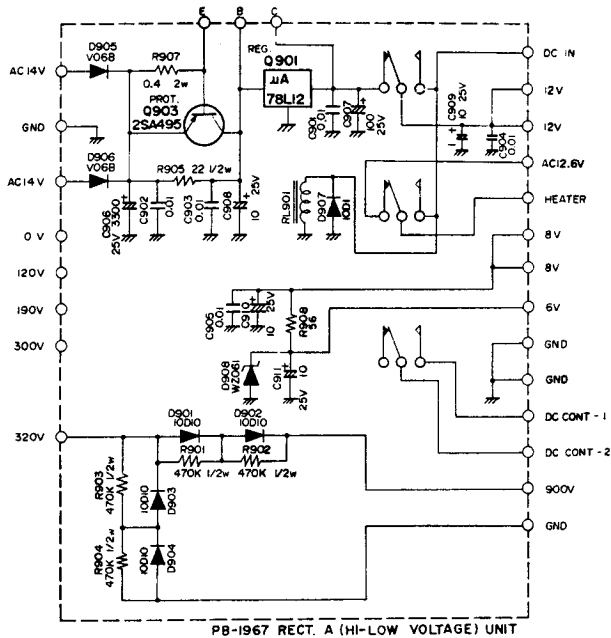 E B C
D905
V06B
AC14V
R907
0.4 2W
PROT.
Q903
2SA495
REG.
Q901
μA
78L12
C901
0.01
C907
100
25V
C909
10 25V
C904
0.01
DC IN
12V
12V
GND
D906
V06B
AC14V
R905 22 1/2W
C906
3300
25V
C902
0.01
C903
0.01
C908
10
25V
RL901
D907
10D1
AC12.6V
HEATER
8V
8V
6V
0V
120V
190V
300V
C905
0.01
C910
10
25V
R908
56
D908
WZ061
C911
10
25V
GND
GND
DC CONT-1
DC CONT-2
320V
D901
10D10
D902
10D10
R901
470K 1/2W
R902
470K 1/2W
R903
470K 1/2W
10D10
D903
R904
470K 1/2W
10D10
D904
900V
GND
PB-1967 RECT. A (HI-LOW VOLTAGE) UNIT